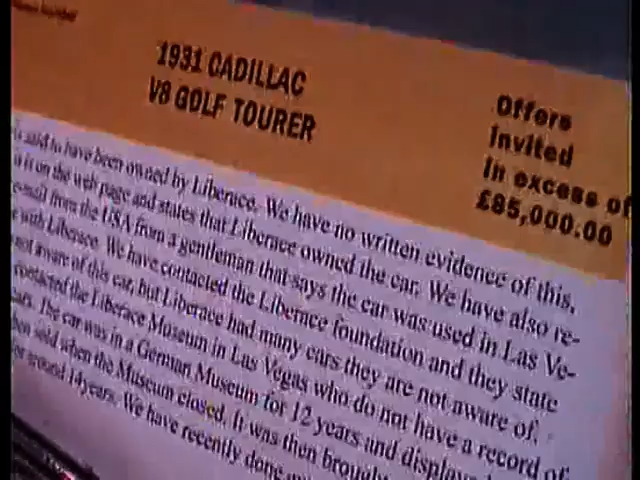 1931 CADILLAC
V8 GOLF TOURER
Offers
Invited
In excess of
£85,000.00
is said to have been owned by Liberace. We have no written evidence of this,
it is on the web page and states that Liberace owned the car. We have also re-
e-mail from the USA from a gentleman that says the car was used in Las Ve-
with Liberace. We have contacted the Liberace foundation and they state
not aware of this car, but Liberace had many cars they are not aware of.
contacted the Liberace Museum in Las Vegas who do not have a record of
The car was in a German Museum for 12 years and display
sold when the Museum closed. It was then brough
around 14 years. We have recently done